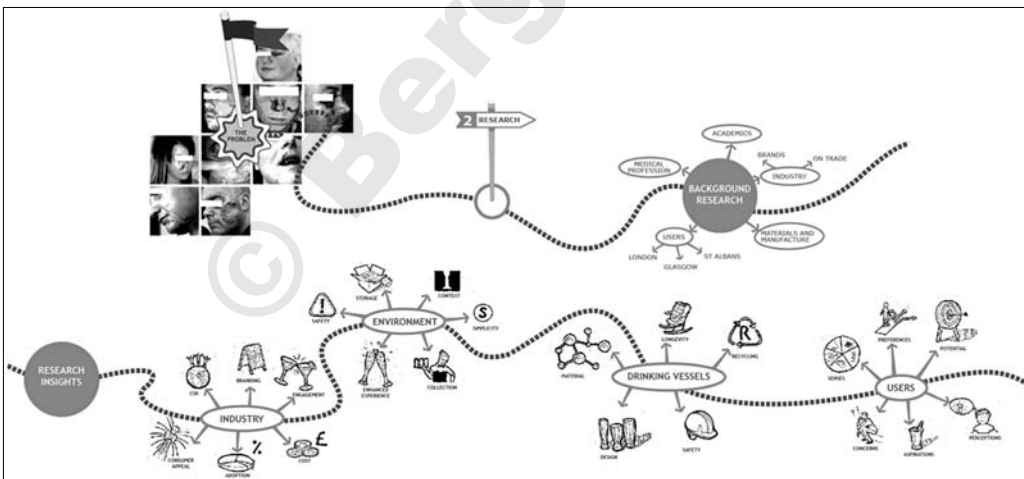 © Berg
THE
PROBLEM
2 RESEARCH
ACADEMICS
MEDICAL
PROFESSION
BRANDS
ON TRADE
INDUSTRY
BACKGROUND
RESEARCH
USERS
MATERIALS AND
MANUFACTURE
LONDON
GLASGOW
ST ALBANS
RESEARCH
INSIGHTS
CSR
BRANDING
ENGAGEMENT
INDUSTRY
CONSUMER
APPEAL
ADOPTION
%
COST
£
STORAGE
CONTEXT
SAFETY
!
ENVIRONMENT
S
SIMPLICITY
ENHANCED
EXPERIENCE
COLLECTION
LONGEVITY
R
RECYCLING
MATERIAL
DRINKING VESSELS
DESIGN
SAFETY
PREFERENCES
POTENTIAL
SENSES
USERS
CONCERNS
ASPIRATIONS
PERCEPTIONS